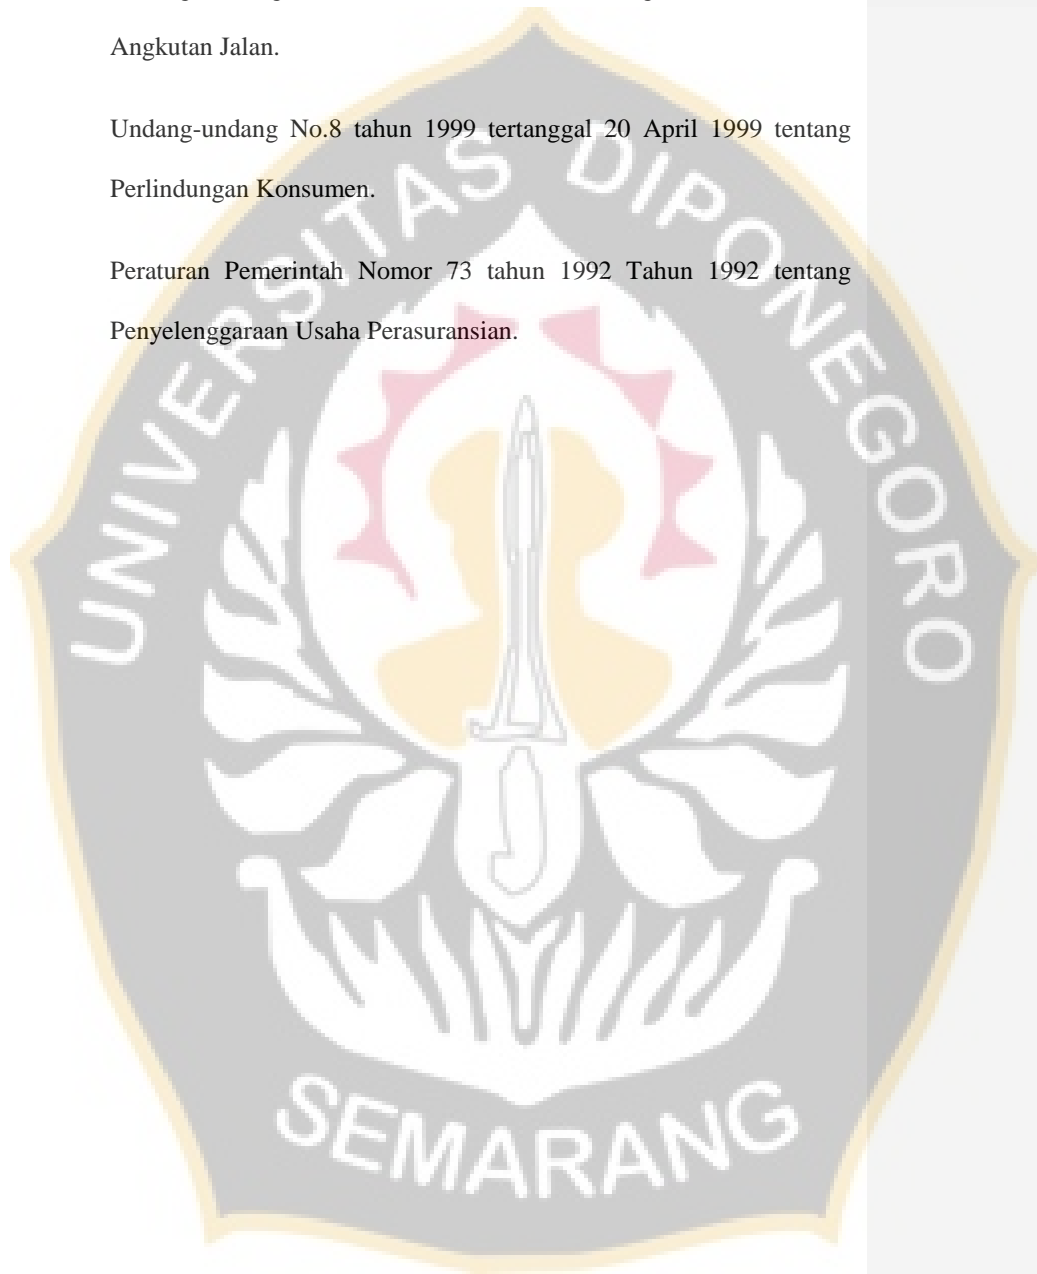 Angkutan Jalan.
Undang-undang No.8 tahun 1999 tertanggal 20 April 1999 tentang
Perlindungan Konsumen.
Peraturan Pemerintah Nomor 73 tahun 1992 Tahun 1992 tentang
Penyelenggaraan Usaha Perasuransian.
UNIVERSITAS DIPONEGORO
SEMARANG